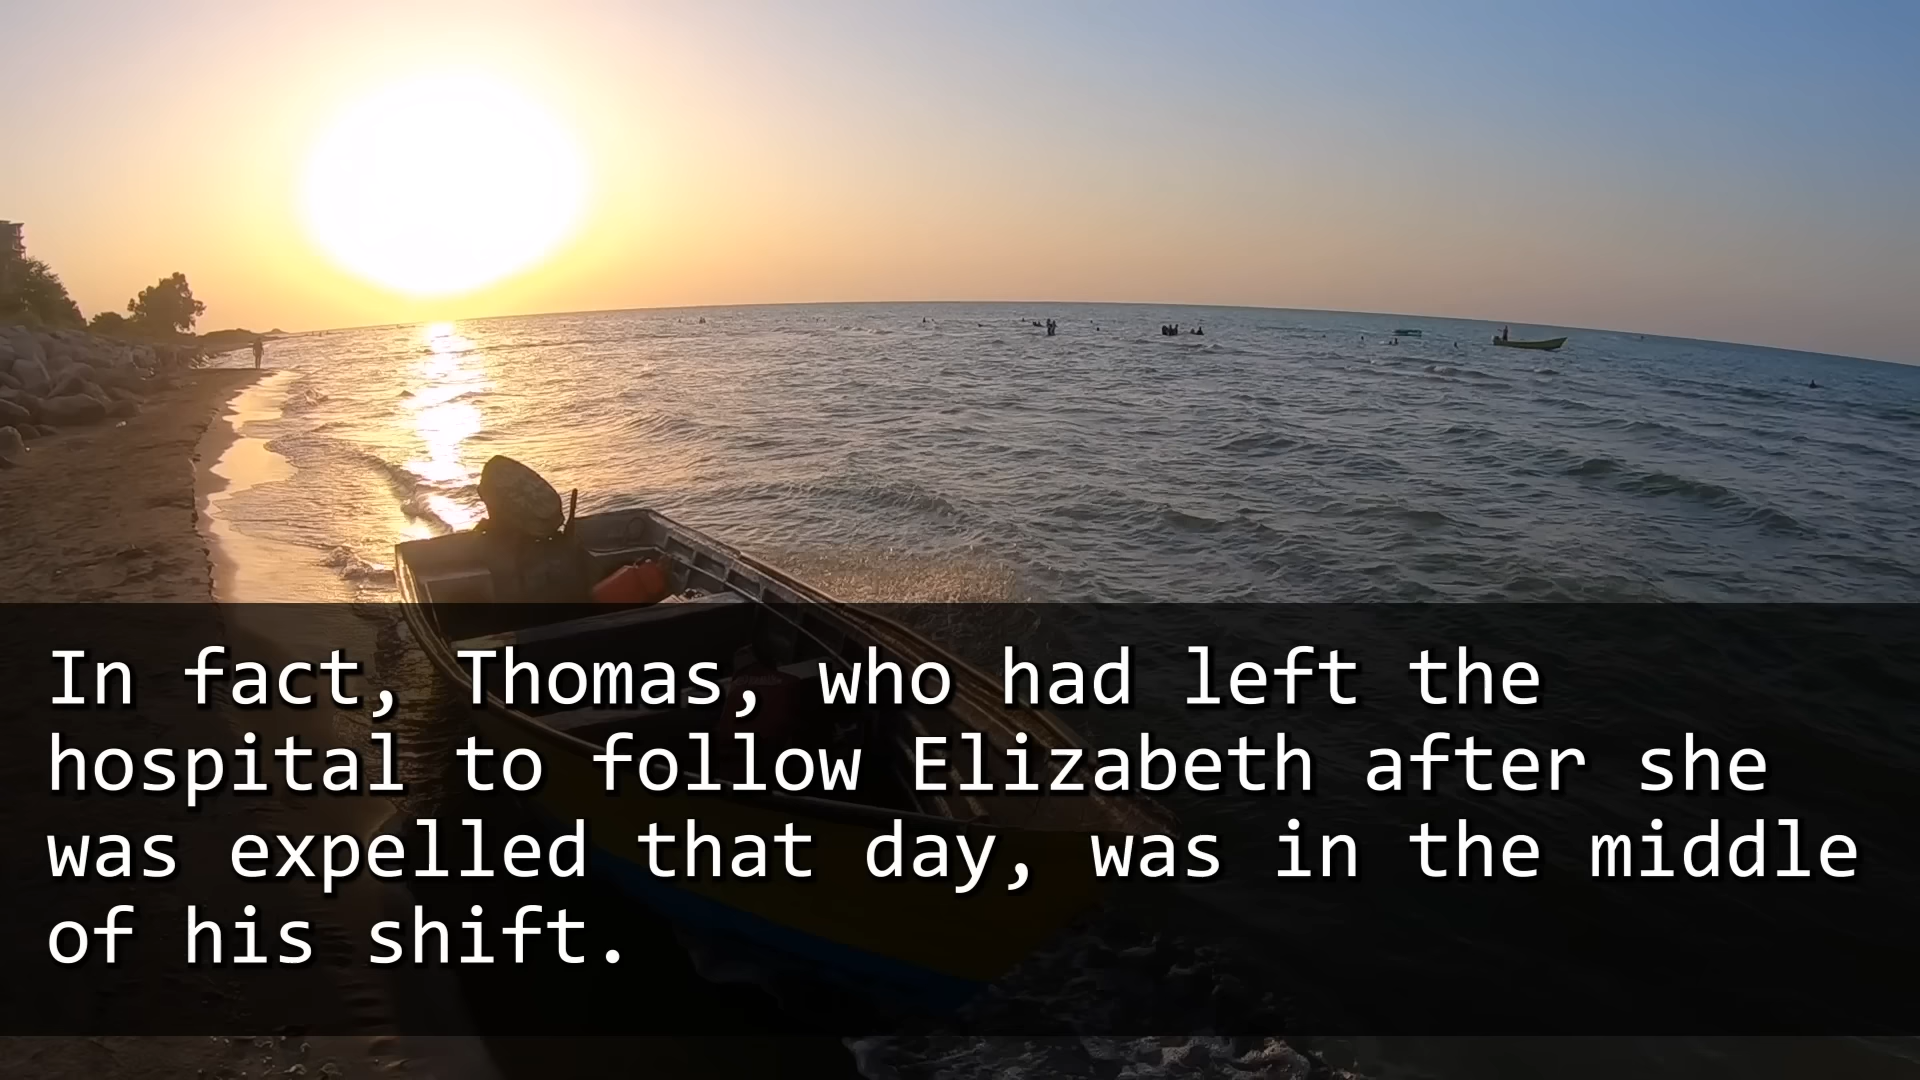 In fact, Thomas, who had left the
hospital to follow Elizabeth after she
was expelled that day, was in the middle
of his shift.